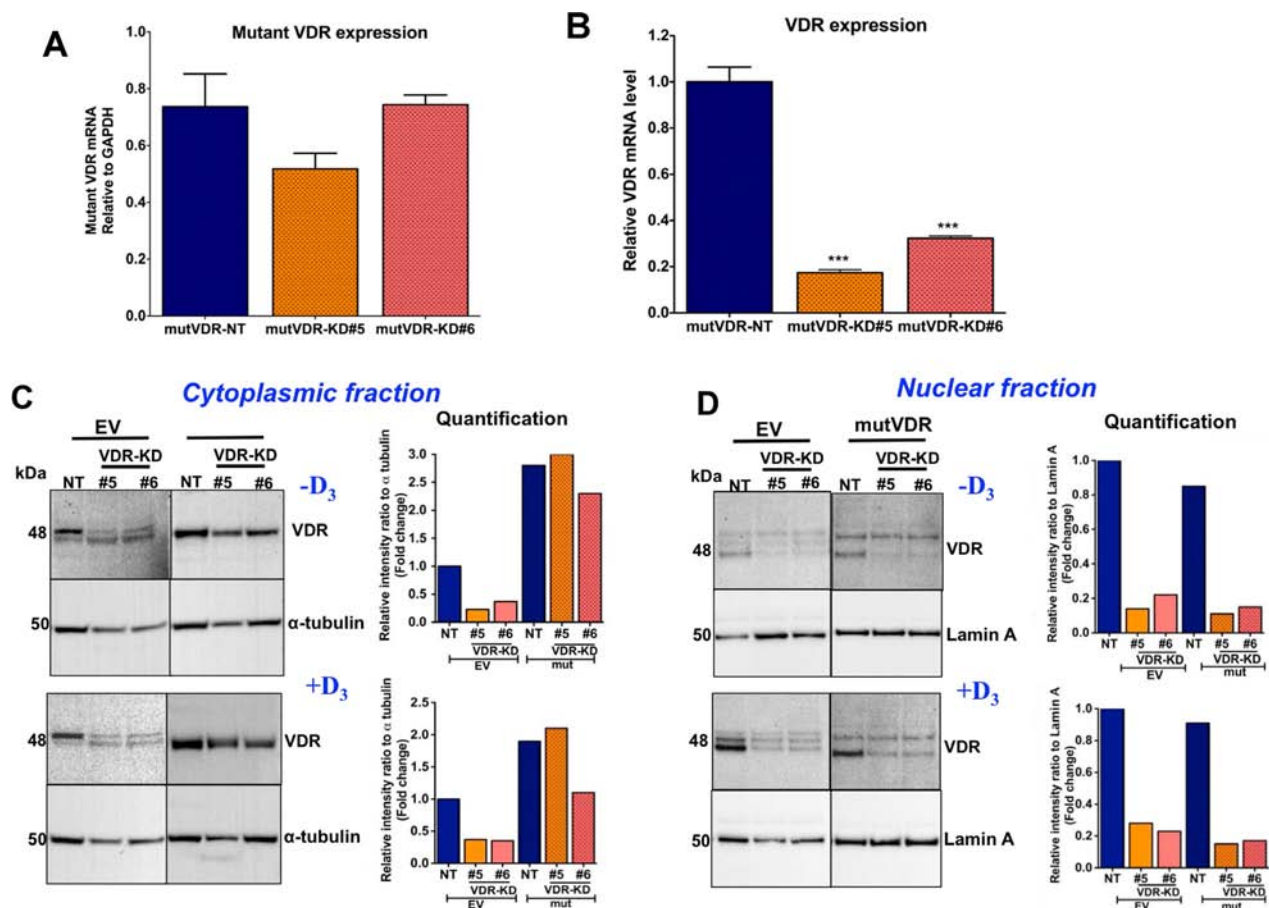 A
Mutant VDR expression
Mutant VDR mRNA
Relative to GAPDH
1.0
0.8
0.6
0.4
0.2
0.0
mutVDR-NT mutVDR-KD#5 mutVDR-KD#6
B
VDR expression
Relative VDR mRNA level
1.2
1.0
0.8
0.6
0.4
0.2
0.0
*** ***
mutVDR-NT mutVDR-KD#5 mutVDR-KD#6
C
Cytoplasmic fraction
EV
VDR-KD VDR-KD
kDa NT #5 #6 NT #5 #6
-D3
48 VDR
50 α-tubulin
+D3
48 VDR
50 α-tubulin
Quantification
Relative intensity ratio to α tubulin
(Fold change)
3.0
2.5
2.0
1.5
1.0
0.5
0.0
NT #5 #6 NT #5 #6
VDR-KD VDR-KD
EV mut
Relative intensity ratio to α tubulin
(Fold change)
2.5
2.0
1.5
1.0
0.5
0.0
NT #5 #6 NT #5 #6
VDR-KD VDR-KD
EV mut
D
Nuclear fraction
EV mutVDR
VDR-KD VDR-KD
kDa NT #5 #6 NT #5 #6
-D3
48 VDR
50 Lamin A
+D3
48 VDR
50 Lamin A
Quantification
Relative intensity ratio to Lamin A
(Fold change)
1.0
0.8
0.6
0.4
0.2
0.0
NT #5 #6 NT #5 #6
VDR-KD VDR-KD
EV mut
Relative intensity ratio to Lamin A
(Fold change)
1.0
0.8
0.6
0.4
0.2
0.0
NT #5 #6 NT #5 #6
VDR-KD VDR-KD
EV mut